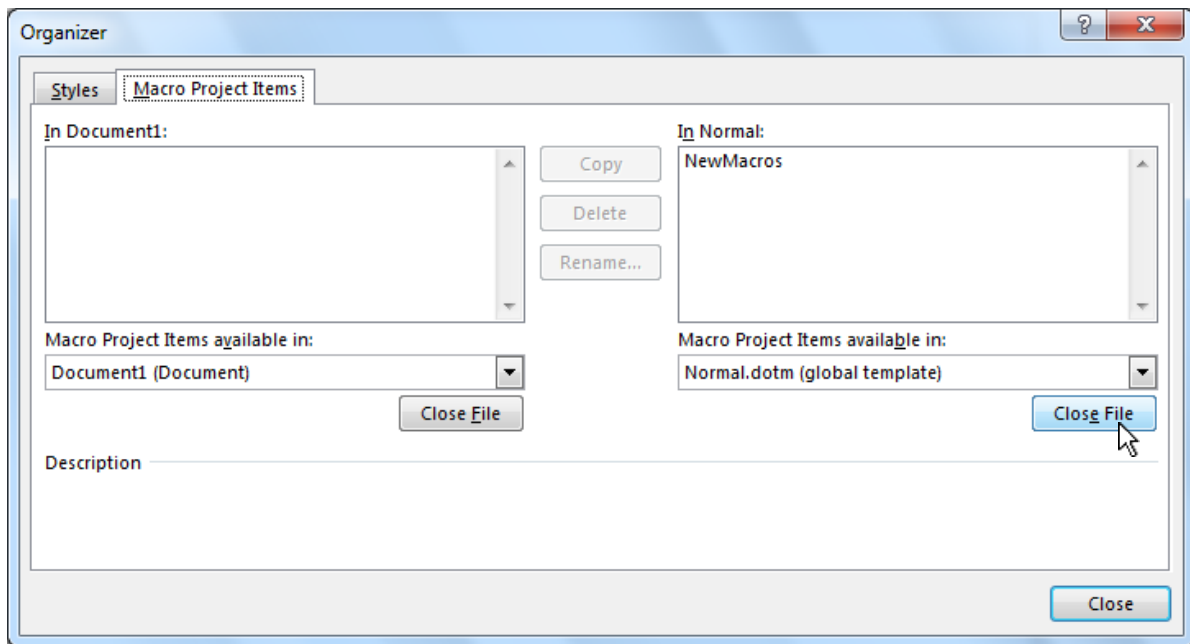 Organizer
Styles
Macro Project Items
In Document1:
In Normal:
NewMacros
Copy
Delete
Rename...
Macro Project Items available in:
Macro Project Items available in:
Document1 (Document)
Normal.dotm (global template)
Close File
Close File
Description
Close